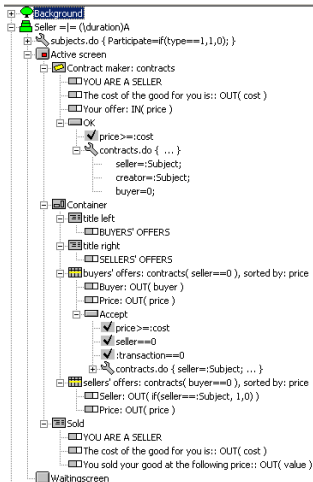 Background
Seller =|= (\duration)A
subjects.do { Participate=if(type==1,1,0); }
Active screen
Contract maker: contracts
YOU ARE A SELLER
The cost of the good for you is:: OUT( cost )
Your offer: IN( price )
OK
price>=:cost
contracts.do { ... }
seller=:Subject;
creator=:Subject;
buyer=0;
Container
title left
BUYERS' OFFERS
title right
SELLERS' OFFERS
buyers' offers: contracts( seller==0 ), sorted by: price
Buyer: OUT( buyer )
Price: OUT( price )
Accept
price>=:cost
seller==0
:transaction==0
contracts.do { seller=:Subject; ... }
sellers' offers: contracts( buyer==0 ), sorted by: price
Seller: OUT( if(seller==:Subject, 1,0) )
Price: OUT( price )
Sold
YOU ARE A SELLER
The cost of the good for you is:: OUT( cost )
You sold your good at the following price:: OUT( value )
Waitingscreen